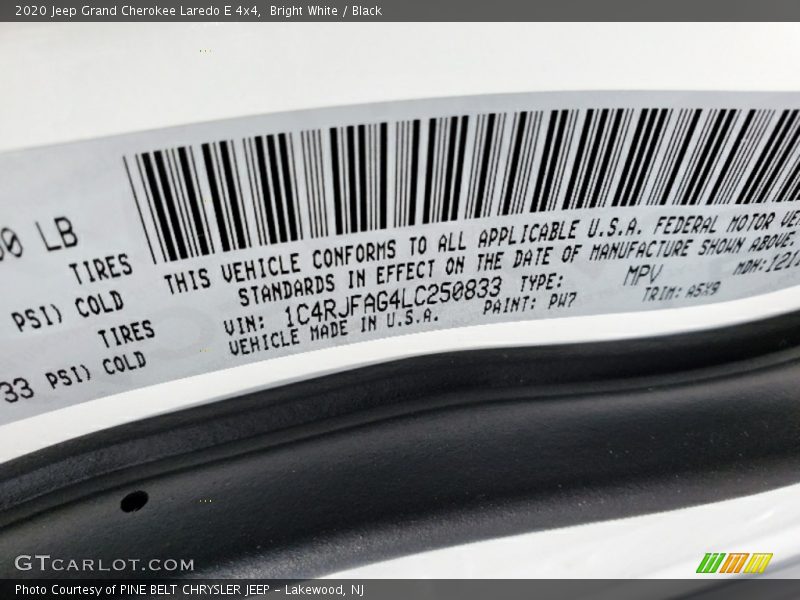 2020 Jeep Grand Cherokee Laredo E 4x4, Bright White / Black
LB
TIRES
PSI) COLD
TIRES
33 PSI) COLD
THIS VEHICLE CONFORMS TO ALL APPLICABLE U.S.A. FEDERAL MOTOR
STANDARDS IN EFFECT ON THE DATE OF MANUFACTURE SHOWN ABOVE.
VIN: 1C4RJFAG4LC250833 TYPE: MPV MDH:
VEHICLE MADE IN U.S.A. PAINT: PW7 TRIM: A5X9
GTCARLOT.COM
Photo Courtesy of PINE BELT CHRYSLER JEEP - Lakewood, NJ